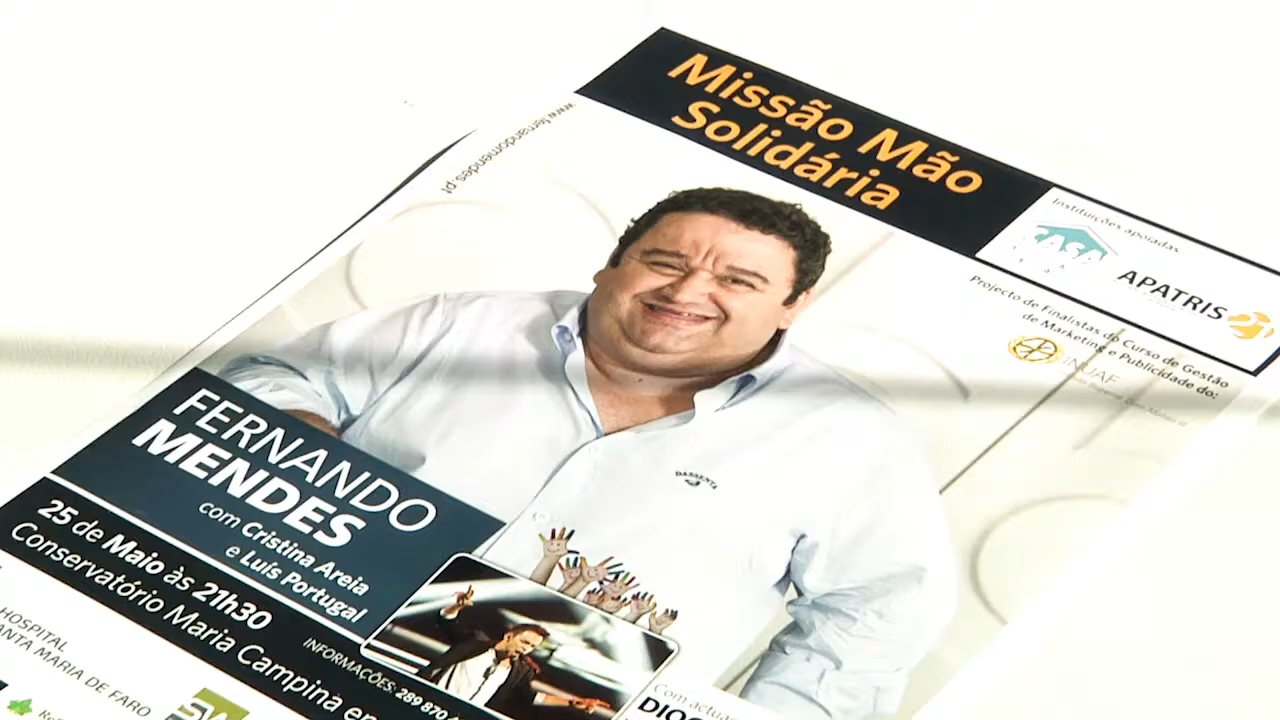 Missão Mão
Solidária
www.fernandomendes.pt
Instituições apoiadas
CASA
APATRIS
Projecto de Finalistas do Curso de Gestão
de Marketing e Publicidade do:
INUAF
DASSENTA
FERNANDO
MENDES
com Cristina Areia
e Luís Portugal
25 de Maio às 21h30
Conservatório Maria Campina
INFORMAÇÕES: 289 870
HOSPITAL
SANTA MARIA DE FARO
Com